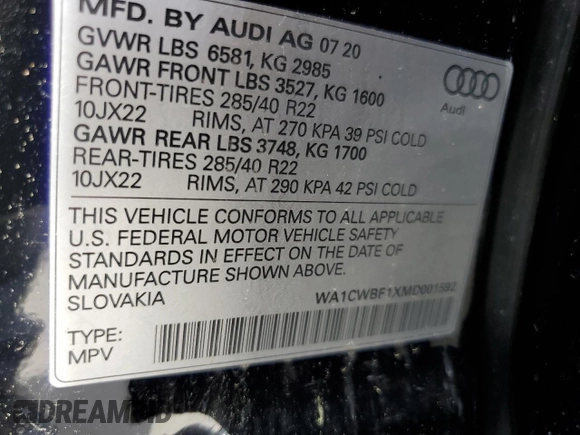 MFD. BY AUDI AG 07 20
GVWR LBS 6581, KG 2985
GAWR FRONT LBS 3527, KG 1600
FRONT-TIRES 285/40 R22
10JX22 RIMS, AT 270 KPA 39 PSI COLD
GAWR REAR LBS 3748, KG 1700
REAR-TIRES 285/40 R22
10JX22 RIMS, AT 290 KPA 42 PSI COLD
Audi
THIS VEHICLE CONFORMS TO ALL APPLICABLE
U.S. FEDERAL MOTOR VEHICLE SAFETY
STANDARDS IN EFFECT ON THE DATE OF
MANUFACTURE SHOWN ABOVE.
SLOVAKIA
WA1CWBF1XMD001592
TYPE:
MPV
DREAMBID